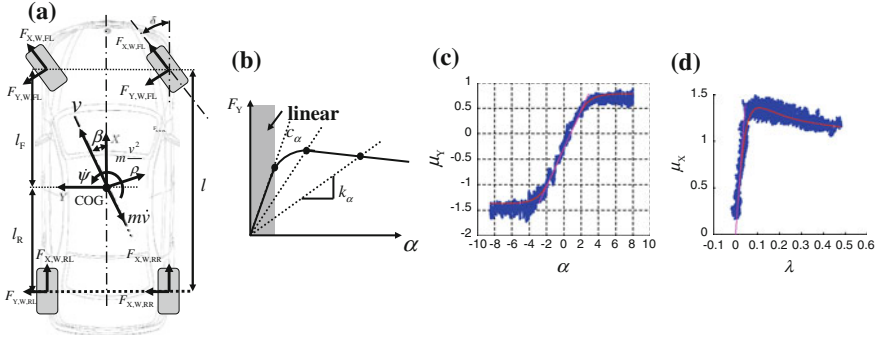 (a)
δ
F_X,W,FL
F_X,W,FL
F_Y,W,FL
F_Y,W,FL
v
β
X
m v²/ρ
ψ̇
Y
COG
mv̇
l_F
l
l_R
F_X,W,RL
F_X,W,RR
F_Y,W,RL
F_X,W,RR
(b)
F_Y
linear
c_α
k_α
α
(c)
μ_Y
1
0.5
0
-0.5
-1
-1.5
-2
-10 -8 -6 -4 -2 0 2 4 6 8 10
α
(d)
μ_X
1.5
1
0.5
0
-0.1 0 0.1 0.2 0.3 0.4 0.5 0.6
λ